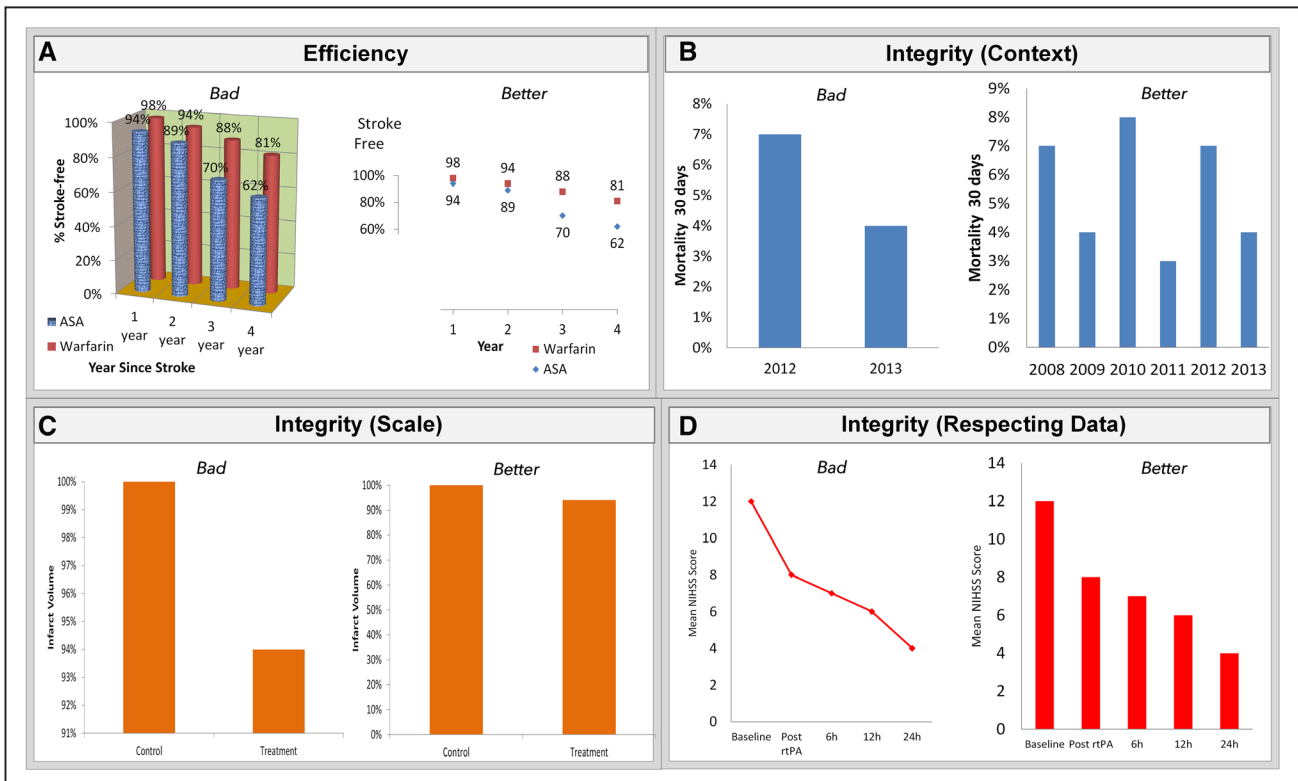 A
Efficiency
Bad
100%
80%
60%
40%
20%
0%
% Stroke-free
98%
94%
94%
89%
88%
70%
81%
62%
1 year
2 year
3 year
4 year
ASA
Warfarin
Year Since Stroke
Better
Stroke
Free
100%
80%
60%
98
94
88
81
94
89
70
62
1 2 3 4
Year
Warfarin
ASA
B
Integrity (Context)
Bad
Mortality 30 days
8%
7%
6%
5%
4%
3%
2%
1%
0%
2012 2013
Better
Mortality 30 days
9%
8%
7%
6%
5%
4%
3%
2%
1%
0%
2008 2009 2010 2011 2012 2013
C
Integrity (Scale)
Bad
Infarct Volume
100%
99%
98%
97%
96%
95%
94%
93%
92%
91%
Control Treatment
Better
Infarct Volume
100%
90%
80%
70%
60%
50%
40%
30%
20%
10%
0%
Control Treatment
D
Integrity (Respecting Data)
Bad
Mean NIHSS Score
14
12
10
8
6
4
2
0
Baseline Post rtPA 6h 12h 24h
Better
Mean NIHSS Score
14
12
10
8
6
4
2
0
Baseline Post rtPA 6h 12h 24h